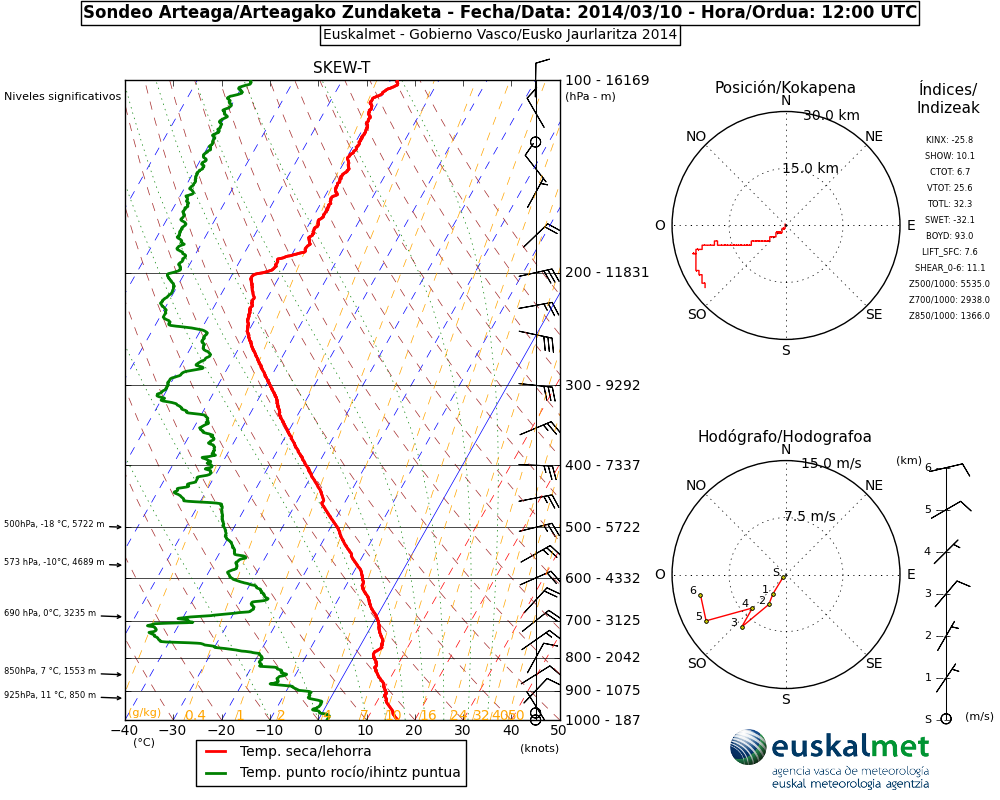 Sondeo Arteaga/Arteagako Zundaketa - Fecha/Data: 2014/03/10 - Hora/Ordua: 12:00 UTC
Euskalmet - Gobierno Vasco/Eusko Jaurlaritza 2014
SKEW-T
Niveles significativos
100 - 16169
(hPa - m)
200 - 11831
300 - 9292
400 - 7337
500 - 5722
600 - 4332
700 - 3125
800 - 2042
900 - 1075
1000 - 187
500hPa, -18 °C, 5722 m
573 hPa, -10°C, 4689 m
690 hPa, 0°C, 3235 m
850hPa, 7 °C, 1553 m
925hPa, 11 °C, 850 m
(g/kg) 0.4 1 2 4 16 24 32 40 50
−40 −30 −20 −10 0 10 20 30 40 50
(°C)
(knots)
Temp. seca/lehorra
Temp. punto rocío/ihintz puntua
Posición/Kokapena
N
30.0 km
NO
NE
15.0 km
O
E
SO
SE
S
Índices/
Indizeak
KINX: -25.8
SHOW: 10.1
CTOT: 6.7
VTOT: 25.6
TOTL: 32.3
SWET: -32.1
BOYD: 93.0
LIFT_SFC: 7.6
SHEAR_0-6: 11.1
Z500/1000: 5535.0
Z700/1000: 2938.0
Z850/1000: 1366.0
Hodógrafo/Hodografoa
N
15.0 m/s
NO
NE
7.5 m/s
O
E
S
1
2
3
4
5
6
SO
SE
S
(km)
6
5
4
3
2
1
S
(m/s)
euskalmet
agencia vasca de meteorología
euskal meteorologia agentzia